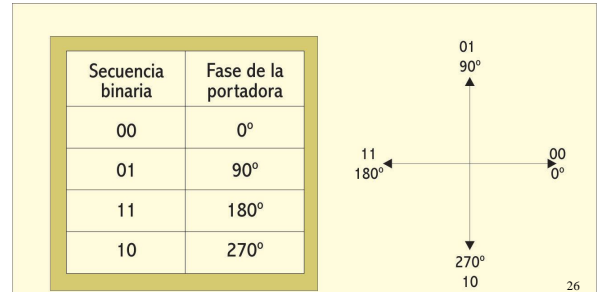 Secuencia binaria Fase de la portadora
00 0º
01 90º
11 180º
10 270º
01
90º
11
180º
00
0º
270º
10
26